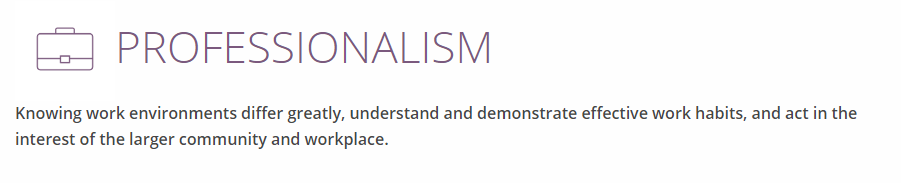 PROFESSIONALISM
Knowing work environments differ greatly, understand and demonstrate effective work habits, and act in the
interest of the larger community and workplace.